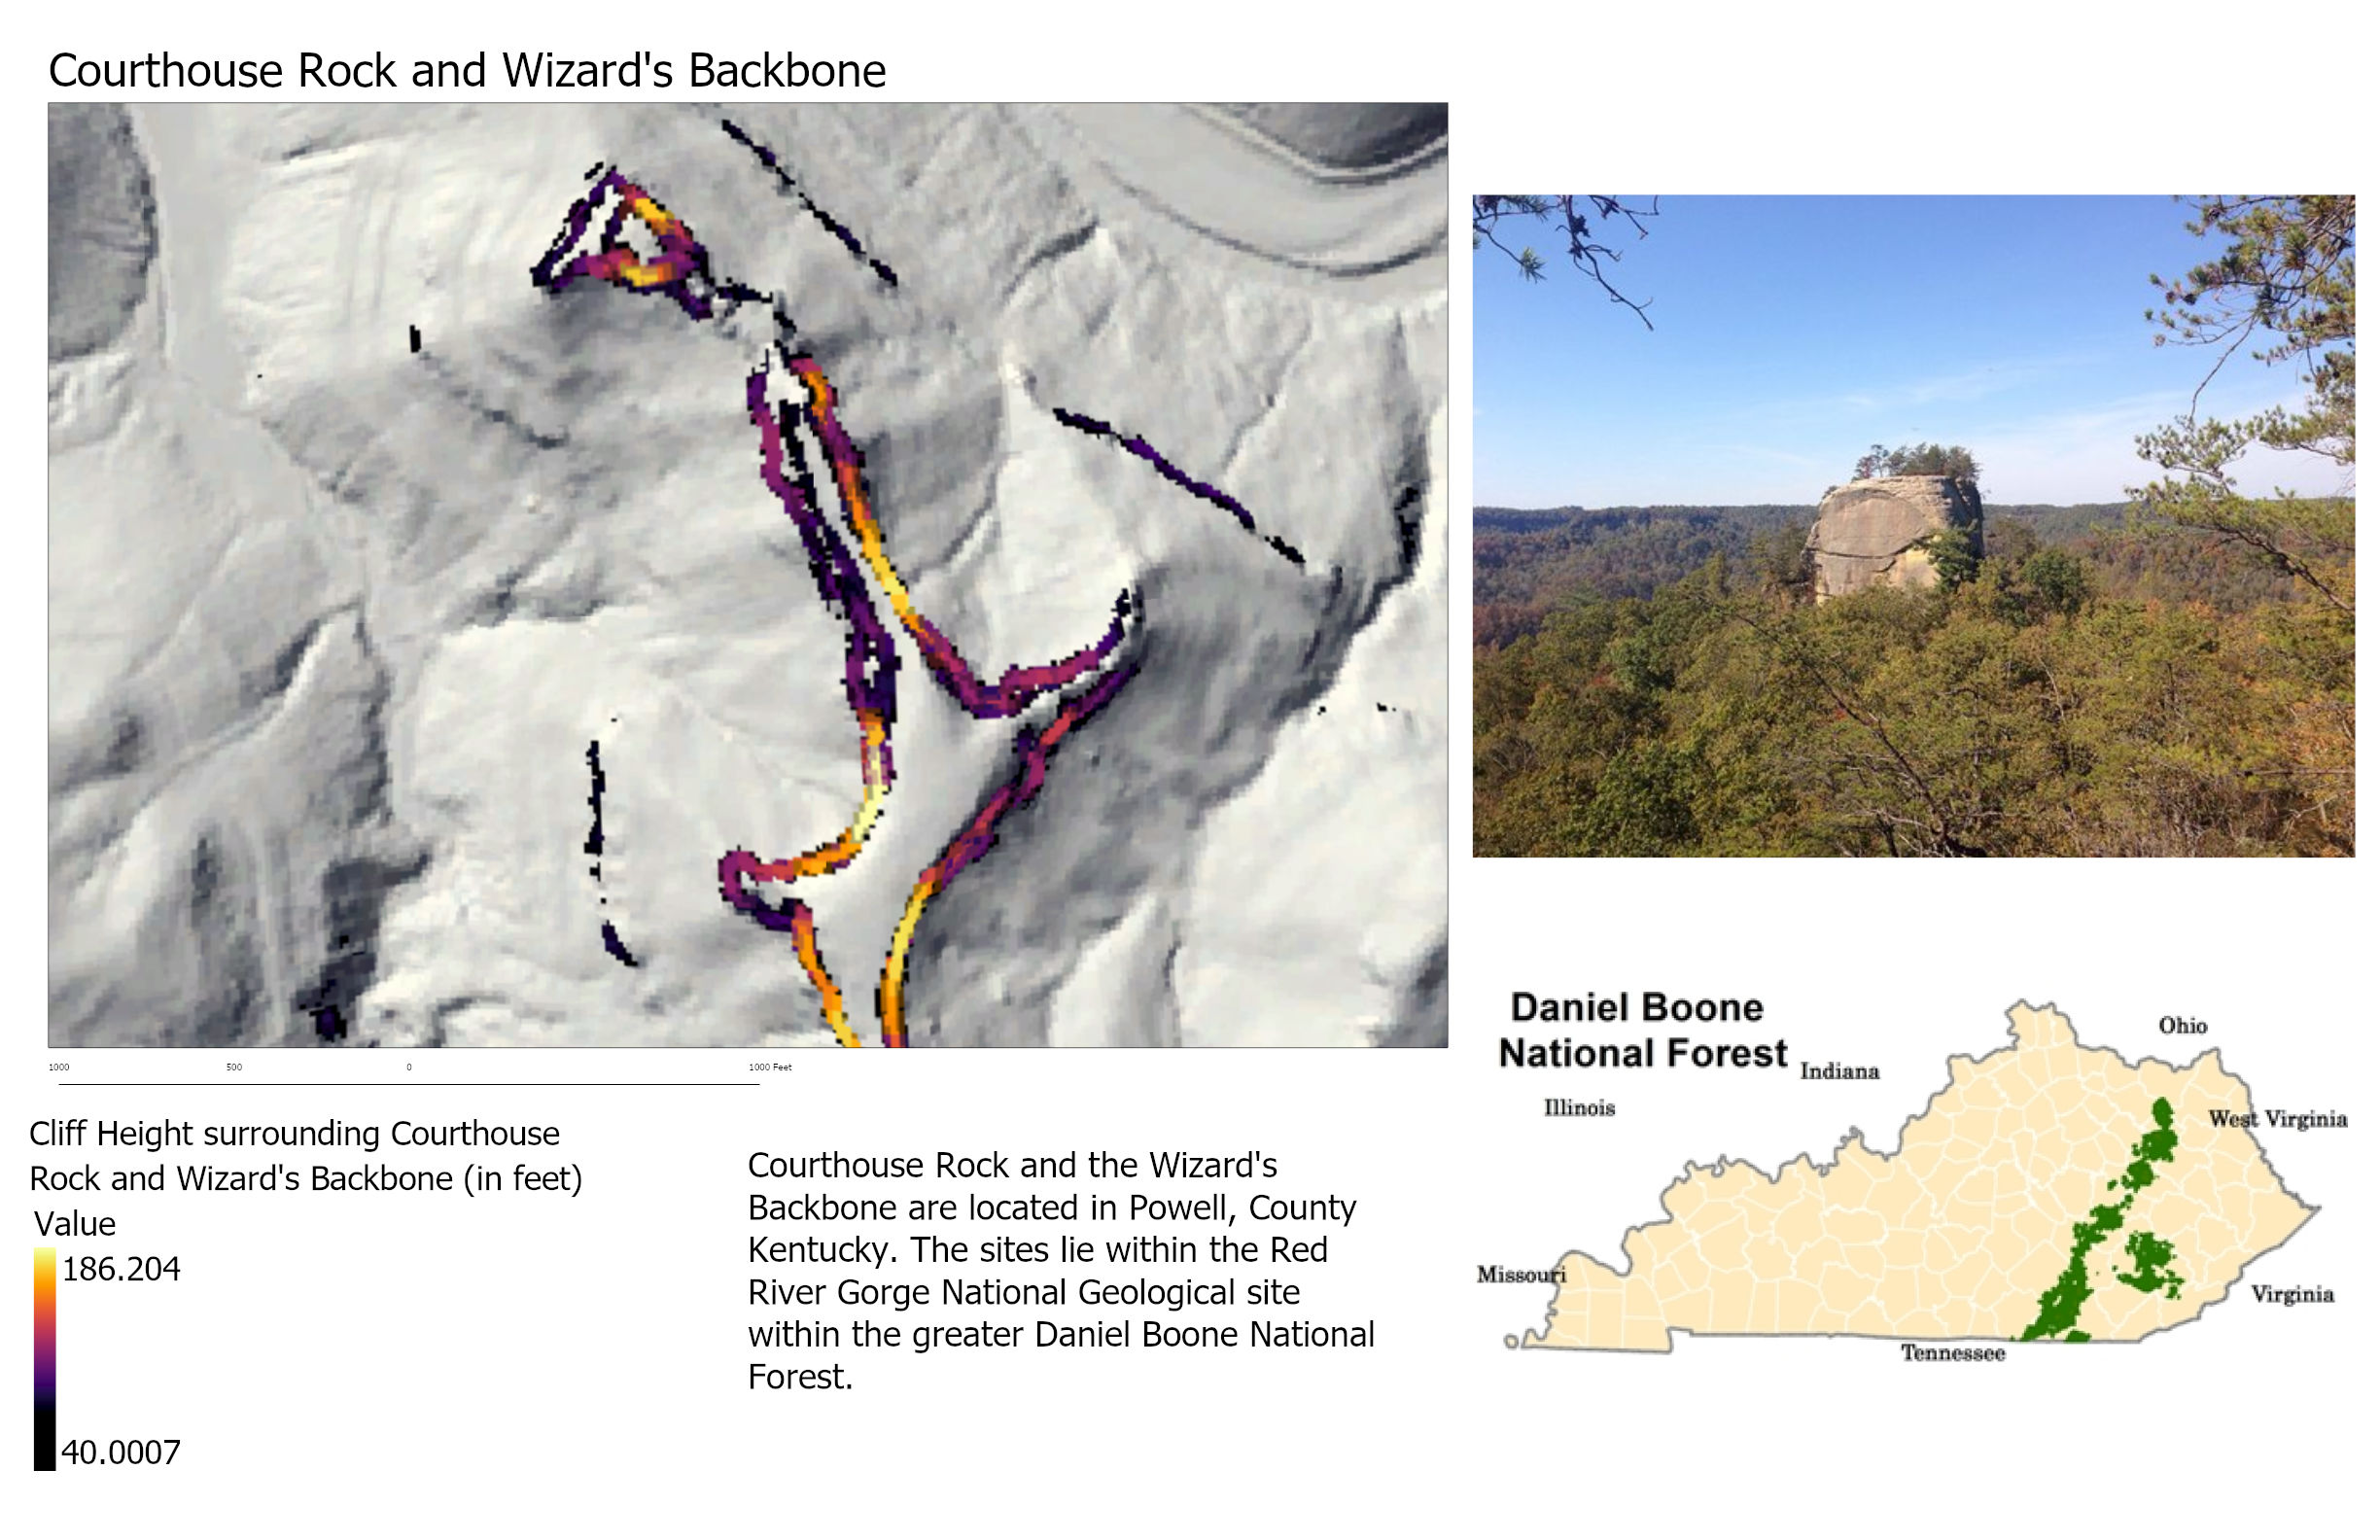 Courthouse Rock and Wizard's Backbone
1000 500 0 1000 Feet
Cliff Height surrounding Courthouse
Rock and Wizard's Backbone (in feet)
Value
186.204
40.0007
Courthouse Rock and the Wizard's
Backbone are located in Powell, County
Kentucky. The sites lie within the Red
River Gorge National Geological site
within the greater Daniel Boone National
Forest.
Daniel Boone
National Forest
Ohio
Indiana
Illinois
West Virginia
Missouri
Virginia
Tennessee